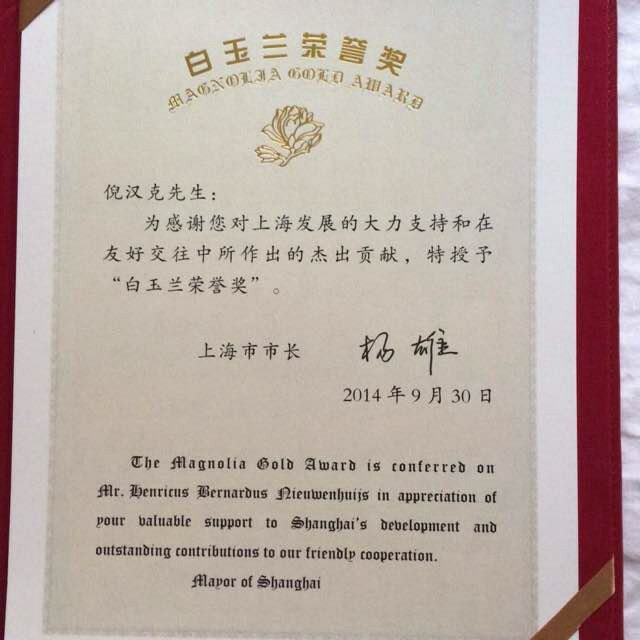 白玉兰荣誉奖
MAGNOLIA GOLD AWARD
倪汉克先生：
为感谢您对上海发展的大力支持和在
友好交往中所作出的杰出贡献，特授予
“白玉兰荣誉奖”。
上海市市长 杨雄
2014年9月30日
The Magnolia Gold Award is conferred on
Mr. Henricus Bernardus Nieuwenhuijs in appreciation of
your valuable support to Shanghai's development and
outstanding contributions to our friendly cooperation.
Mayor of Shanghai